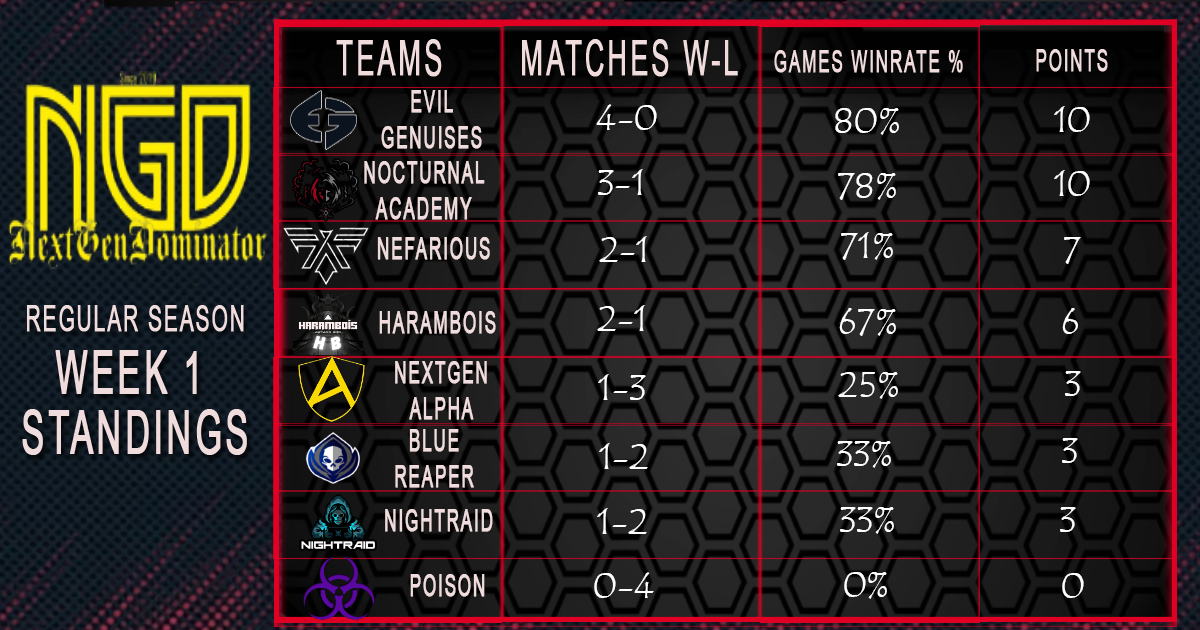 Since 2020
NGD
NextGenDominator
REGULAR SEASON
WEEK 1
STANDINGS
TEAMS MATCHES W-L GAMES WINRATE % POINTS
EVIL
GENUISES 4-0 80% 10
NOCTURNAL
ACADEMY 3-1 78% 10
NEFARIOUS 2-1 71% 7
HARAMBOIS
HB
HARAMBOIS 2-1 67% 6
NEXTGEN
ALPHA 1-3 25% 3
BLUE
REAPER 1-2 33% 3
NIGHTRAID 1-2 33% 3
NIGHTRAID
POISON 0-4 0% 0